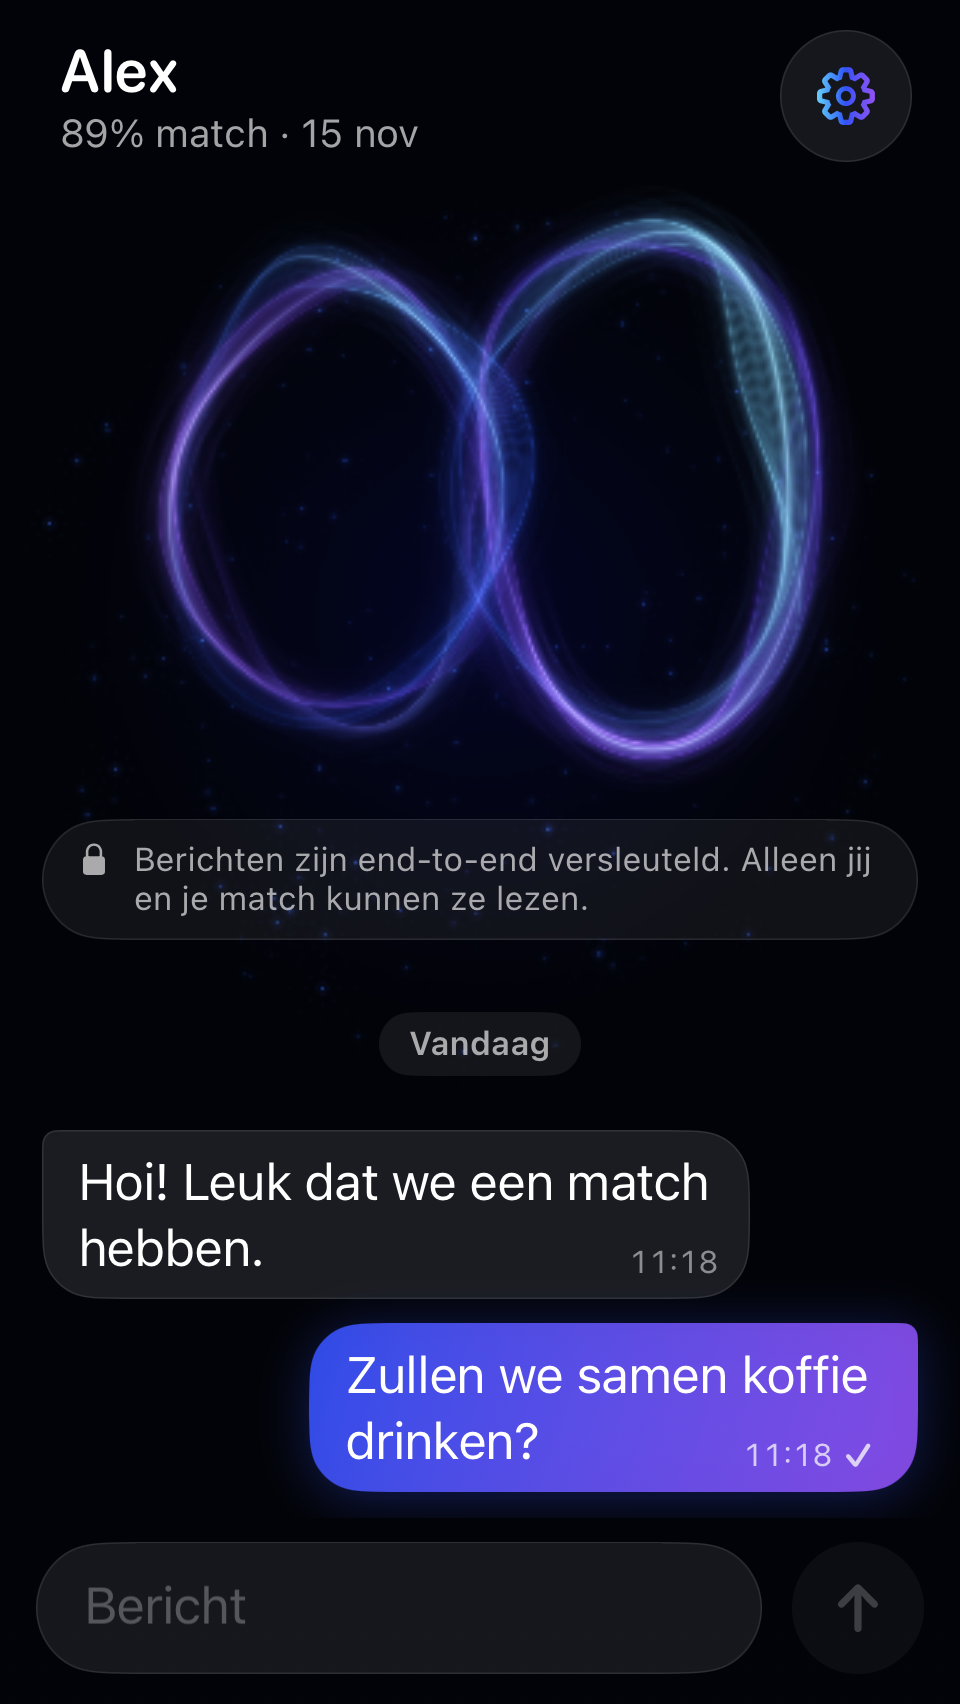 Alex
89% match · 15 nov
Berichten zijn end-to-end versleuteld. Alleen jij
en je match kunnen ze lezen.
Vandaag
Hoi! Leuk dat we een match
hebben.
11:18
Zullen we samen koffie
drinken?
11:18
Bericht